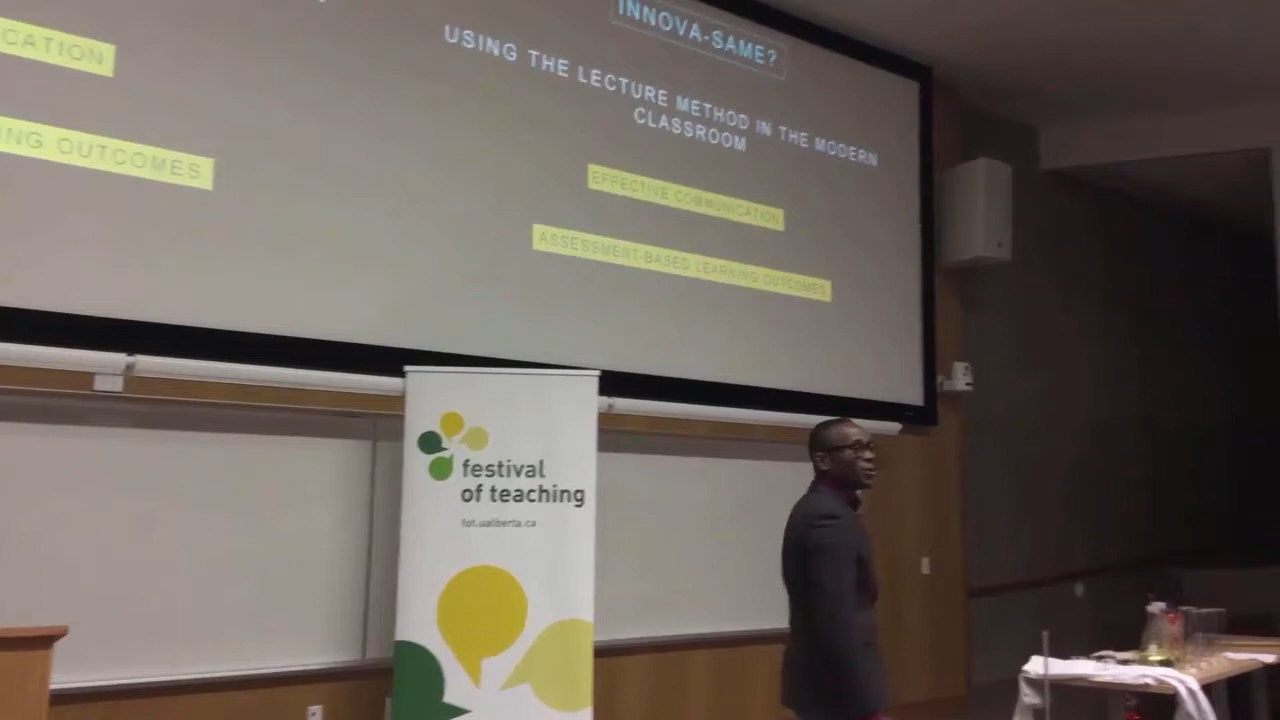 CATION
ING OUTCOMES
INNOVA-SAME?
USING THE LECTURE METHOD IN THE MODERN
CLASSROOM
EFFECTIVE COMMUNICATION
ASSESSMENT-BASED LEARNING OUTCOMES
festival
of teaching
fot.ualberta.ca